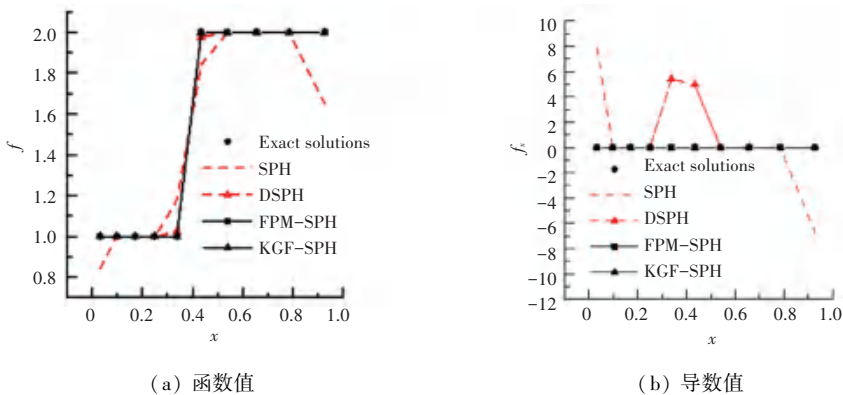 2.0
1.8
1.6
1.4
1.2
1.0
0.8
f
Exact solutions
SPH
DSPH
FPM-SPH
KGF-SPH
0 0.2 0.4 0.6 0.8 1.0
x
(a) 函数值
10
8
6
4
2
0
-2
-4
-6
-8
-10
-12
fₓ
Exact solutions
SPH
DSPH
FPM-SPH
KGF-SPH
0 0.2 0.4 0.6 0.8 1.0
x
(b) 导数值